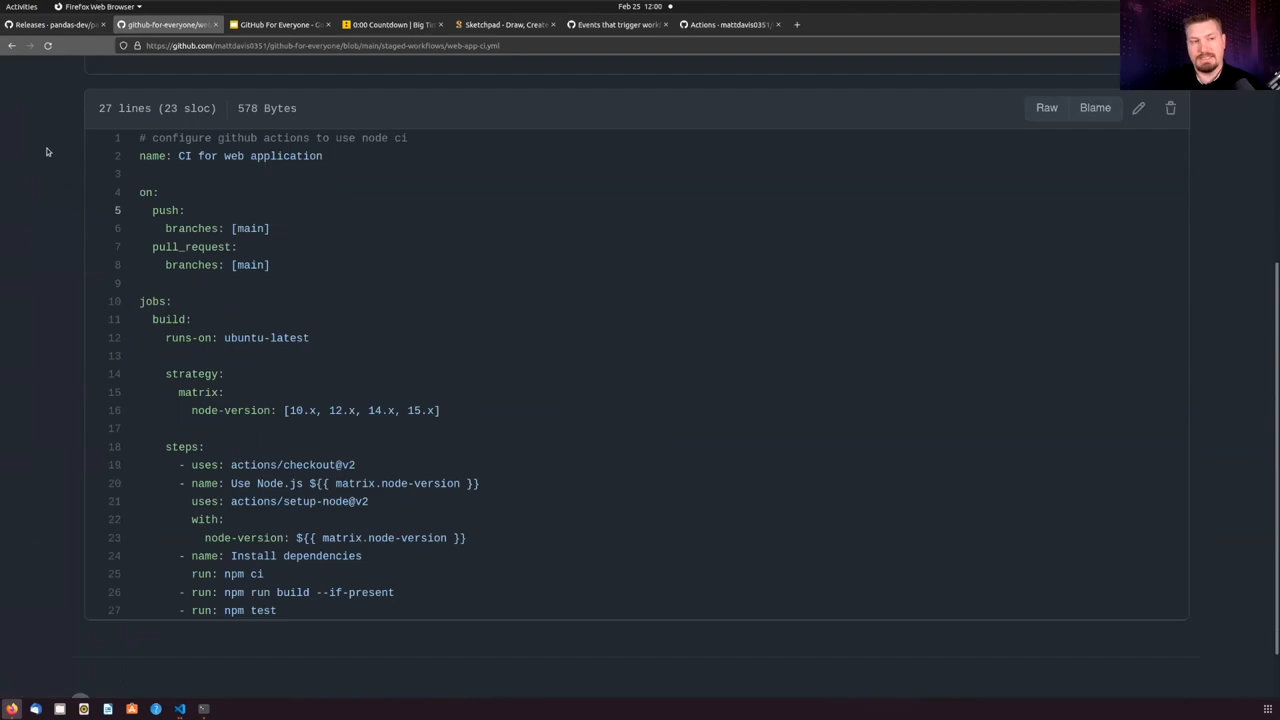 Activities
Firefox Web Browser
Feb 25 12:00
Releases · pandas-dev/pa
github-for-everyone/we
GitHub For Everyone - Go
0:00 Countdown | Big Ti
Sketchpad - Draw, Create
Events that trigger work
Actions · mattdavis0351/
https://github.com/mattdavis0351/github-for-everyone/blob/main/staged-workflows/web-app-ci.yml
27 lines (23 sloc) 578 Bytes
Raw Blame
1 # configure github actions to use node ci
2 name: CI for web application
3
4 on:
5 push:
6 branches: [main]
7 pull_request:
8 branches: [main]
9
10 jobs:
11 build:
12 runs-on: ubuntu-latest
13
14 strategy:
15 matrix:
16 node-version: [10.x, 12.x, 14.x, 15.x]
17
18 steps:
19 - uses: actions/checkout@v2
20 - name: Use Node.js ${{ matrix.node-version }}
21 uses: actions/setup-node@v2
22 with:
23 node-version: ${{ matrix.node-version }}
24 - name: Install dependencies
25 run: npm ci
26 - run: npm run build --if-present
27 - run: npm test